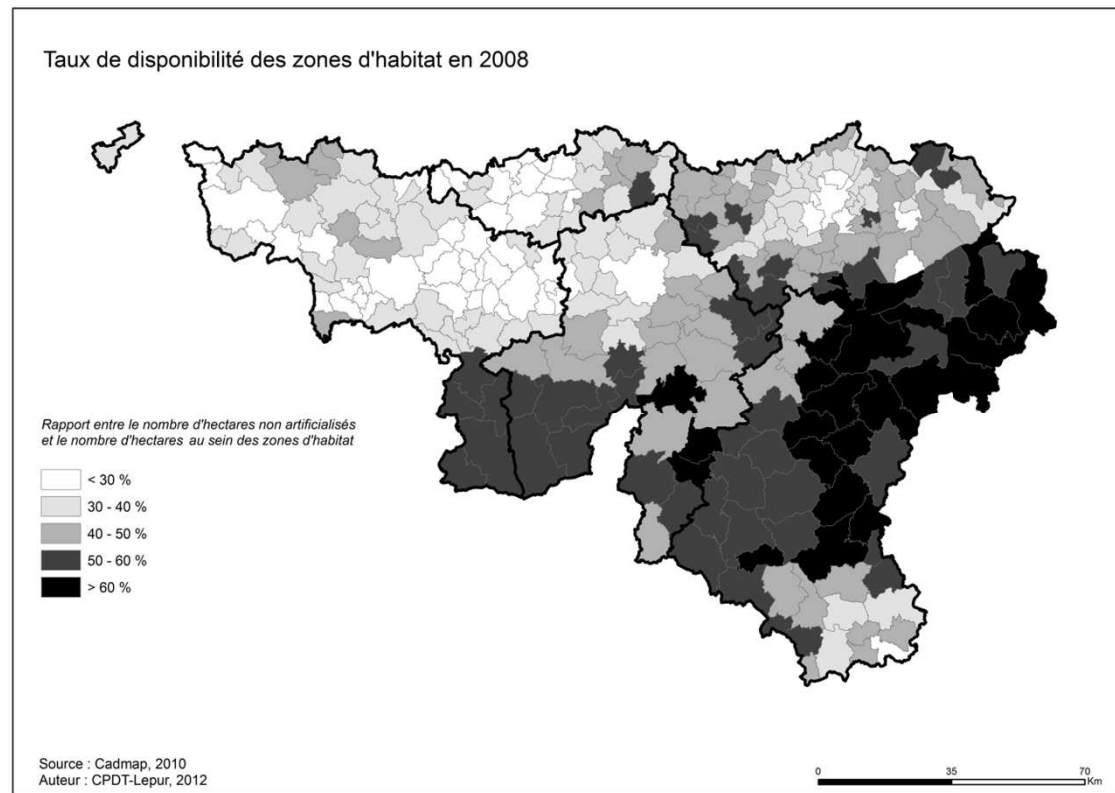 Taux de disponibilité des zones d'habitat en 2008
Rapport entre le nombre d'hectares non artificialisés
et le nombre d'hectares au sein des zones d'habitat
< 30 %
30 - 40 %
40 - 50 %
50 - 60 %
> 60 %
Source : Cadmap, 2010
Auteur : CPDT-Lepur, 2012
0 35 70
Km